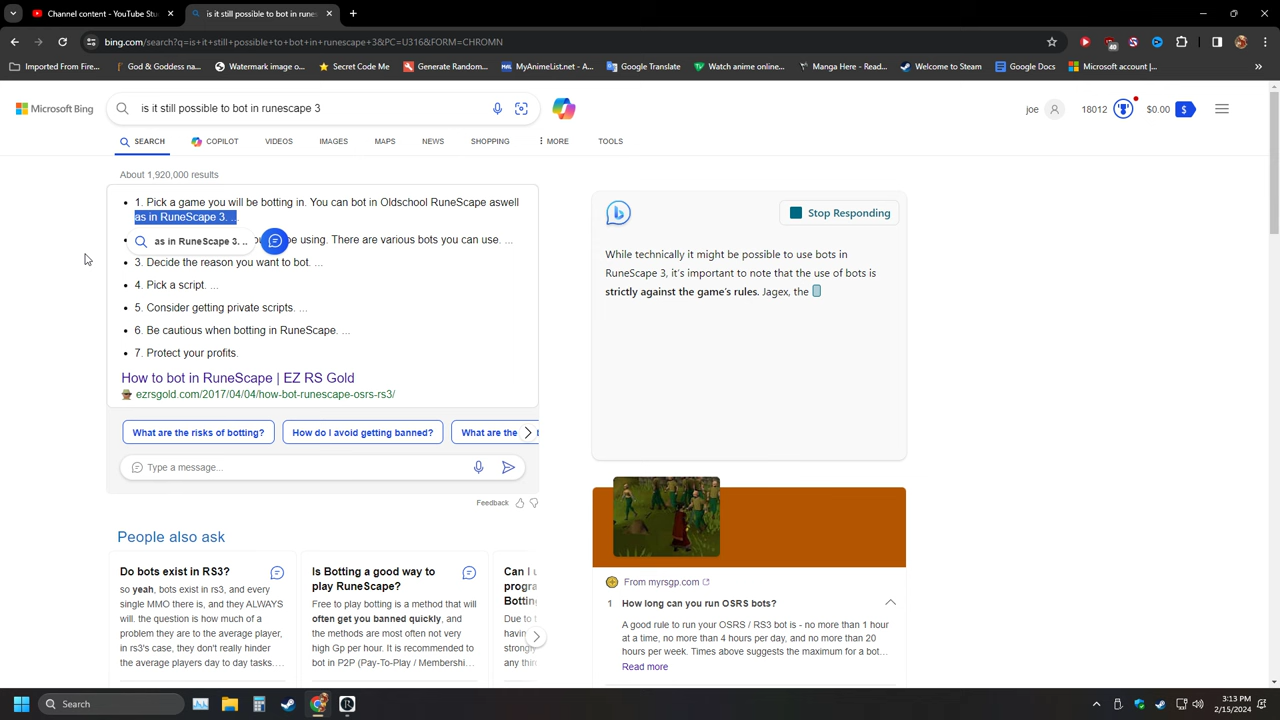 Channel content - YouTube Stu
is it still possible to bot in runes
bing.com/search?q=is+it+still+possible+to+bot+in+runescape+3&PC=U316&FORM=CHROMN
40
Imported From Fire...
God & Goddess na...
Watermark image o...
Secret Code Me
Generate Random...
MyAnimeList.net - A...
Google Translate
Watch anime online...
Manga Here - Read...
Welcome to Steam
Google Docs
Microsoft account |...
Microsoft Bing
is it still possible to bot in runescape 3
joe
18012
$0.00
SEARCH
COPILOT
VIDEOS
IMAGES
MAPS
NEWS
SHOPPING
MORE
TOOLS
About 1,920,000 results
1. Pick a game you will be botting in. You can bot in Oldschool RuneScape aswell
as in RuneScape 3. ...
as in RuneScape 3. ..
be using. There are various bots you can use. ...
3. Decide the reason you want to bot. ...
4. Pick a script. ...
5. Consider getting private scripts. ...
6. Be cautious when botting in RuneScape. ...
7. Protect your profits.
How to bot in RuneScape | EZ RS Gold
ezrsgold.com/2017/04/04/how-bot-runescape-osrs-rs3/
What are the risks of botting?
How do I avoid getting banned?
What are the
Type a message...
Feedback
Stop Responding
While technically it might be possible to use bots in
RuneScape 3, it's important to note that the use of bots is
strictly against the game's rules. Jagex, the
People also ask
Do bots exist in RS3?
so yeah, bots exist in rs3, and every
single MMO there is, and they ALWAYS
will. the question is how much of a
problem they are to the average player,
in rs3's case, they don't really hinder
the average players day to day tasks....
Is Botting a good way to
play RuneScape?
Free to play botting is a method that will
often get you banned quickly, and
the methods are most often not very
high Gp per hour. It is recommended to
bot in P2P (Pay-To-Play / Membershi...
Can I u
progra
Botting
Due to t
having
strongly
any thir
From myrsgp.com
1 How long can you run OSRS bots?
A good rule to run your OSRS / RS3 bot is - no more than 1 hour
at a time, no more than 4 hours per day, and no more than 20
hours per week. Times above suggests the maximum for a bot...
Read more
Search
3:13 PM
2/15/2024